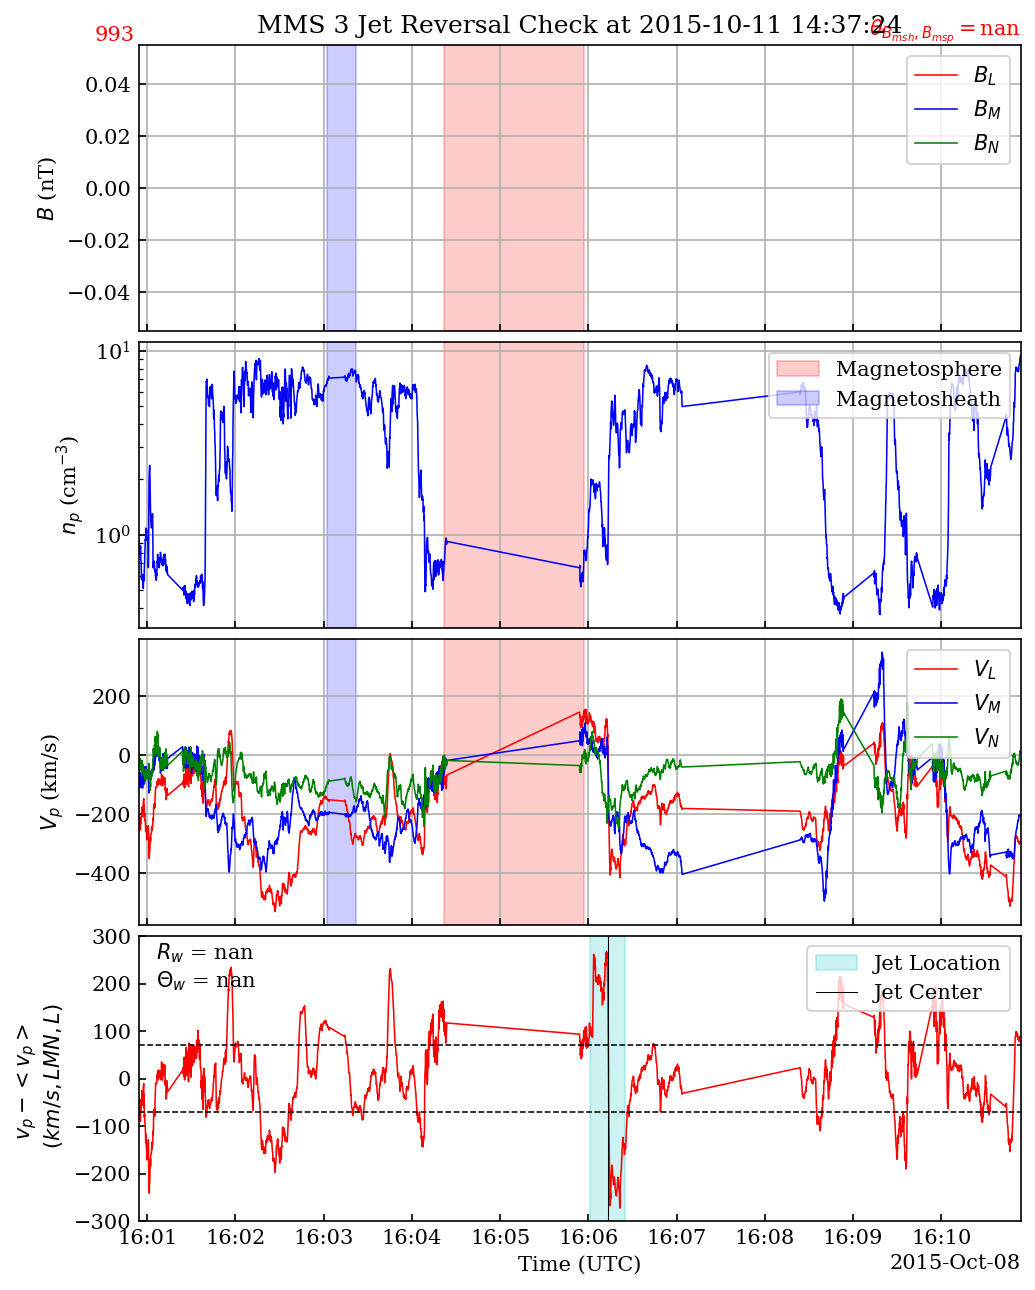 MMS 3 Jet Reversal Check at 2015-10-11 14:37:24
993
θ_{B_{msh}, B_{msp}} = nan
0.04
0.02
0.00
−0.02
−0.04
B (nT)
B_L
B_M
B_N
10^1
10^0
n_p (cm^{−3})
Magnetosphere
Magnetosheath
200
0
−200
−400
V_p (km/s)
V_L
V_M
V_N
300
200
100
0
−100
−200
−300
v_p − < v_p >
(km/s, LMN, L)
R_w = nan
Θ_w = nan
Jet Location
Jet Center
16:01 16:02 16:03 16:04 16:05 16:06 16:07 16:08 16:09 16:10
Time (UTC)
2015-Oct-08